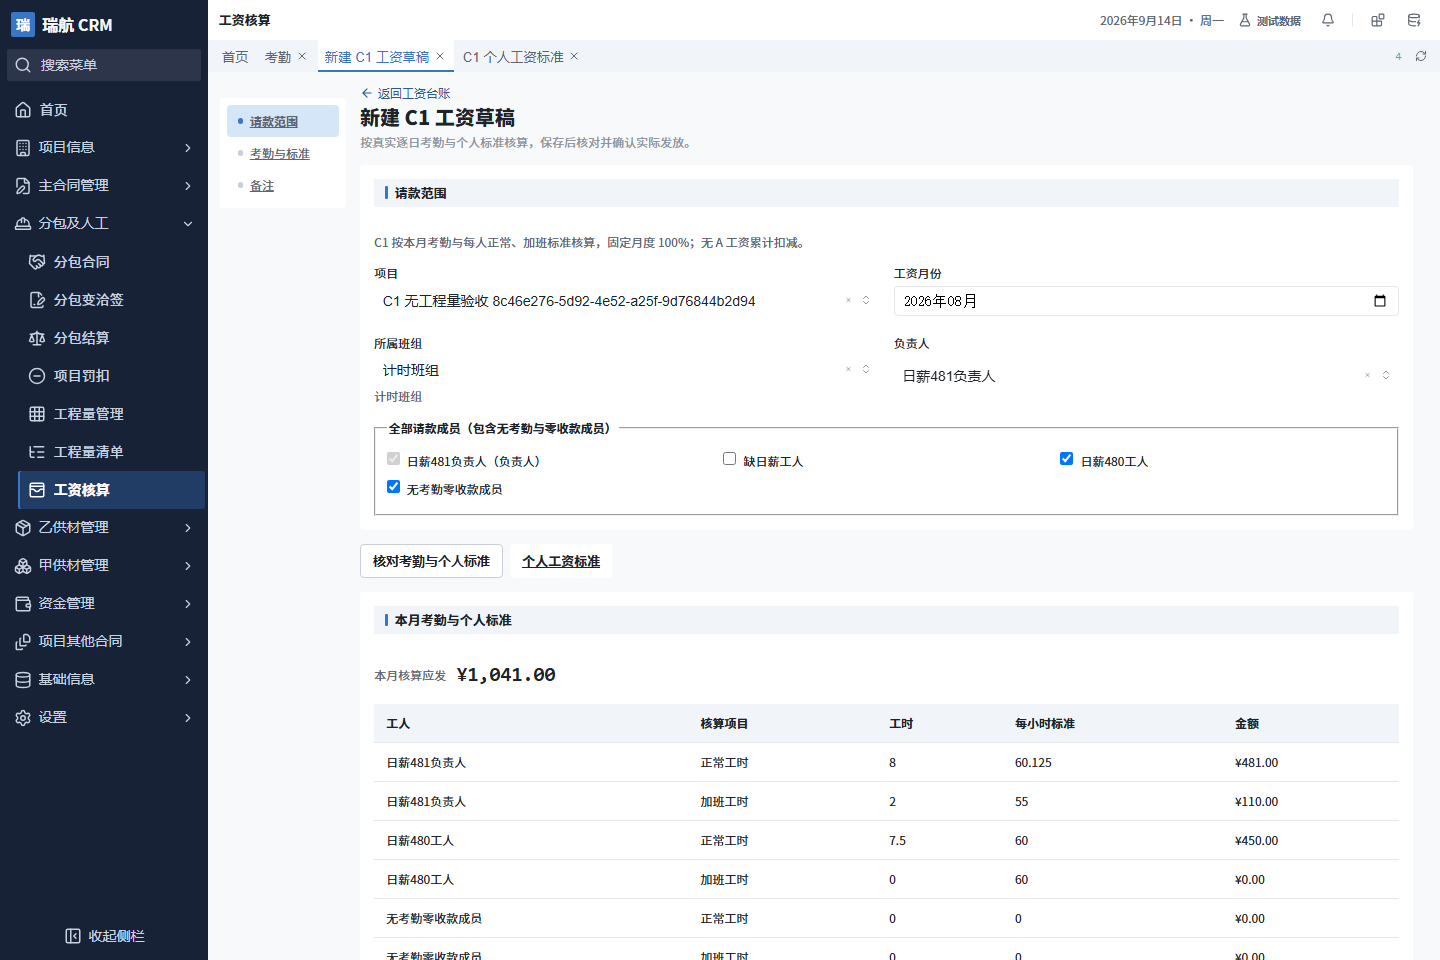 瑞 瑞航 CRM
搜索菜单
首页
项目信息
主合同管理
分包及人工
分包合同
分包变洽签
分包结算
项目罚扣
工程量管理
工程量清单
工资核算
乙供材管理
甲供材管理
资金管理
项目其他合同
基础信息
设置
收起侧栏
工资核算
2026年9月14日 • 周一 测试数据
首页 考勤 × 新建 C1 工资草稿 × C1 个人工资标准 × 4
请款范围
考勤与标准
备注
返回工资台账
新建 C1 工资草稿
按真实逐日考勤与个人标准核算，保存后核对并确认实际发放。
请款范围
C1 按本月考勤与每人正常、加班标准核算，固定月度 100%；无 A 工资累计扣减。
项目 工资月份
C1 无工程量验收 8c46e276-5d92-4e52-a25f-9d76844b2d94 × 2026年08月
所属班组 负责人
计时班组 × 日薪481负责人 ×
计时班组
全部请款成员（包含无考勤与零收款成员）
日薪481负责人（负责人） 缺日薪工人 日薪480工人
无考勤零收款成员
核对考勤与个人标准 个人工资标准
本月考勤与个人标准
本月核算应发 ¥1,041.00
工人 核算项目 工时 每小时标准 金额
日薪481负责人 正常工时 8 60.125 ¥481.00
日薪481负责人 加班工时 2 55 ¥110.00
日薪480工人 正常工时 7.5 60 ¥450.00
日薪480工人 加班工时 0 60 ¥0.00
无考勤零收款成员 正常工时 0 0 ¥0.00
无考勤零收款成员 加班工时 0 0 ¥0.00